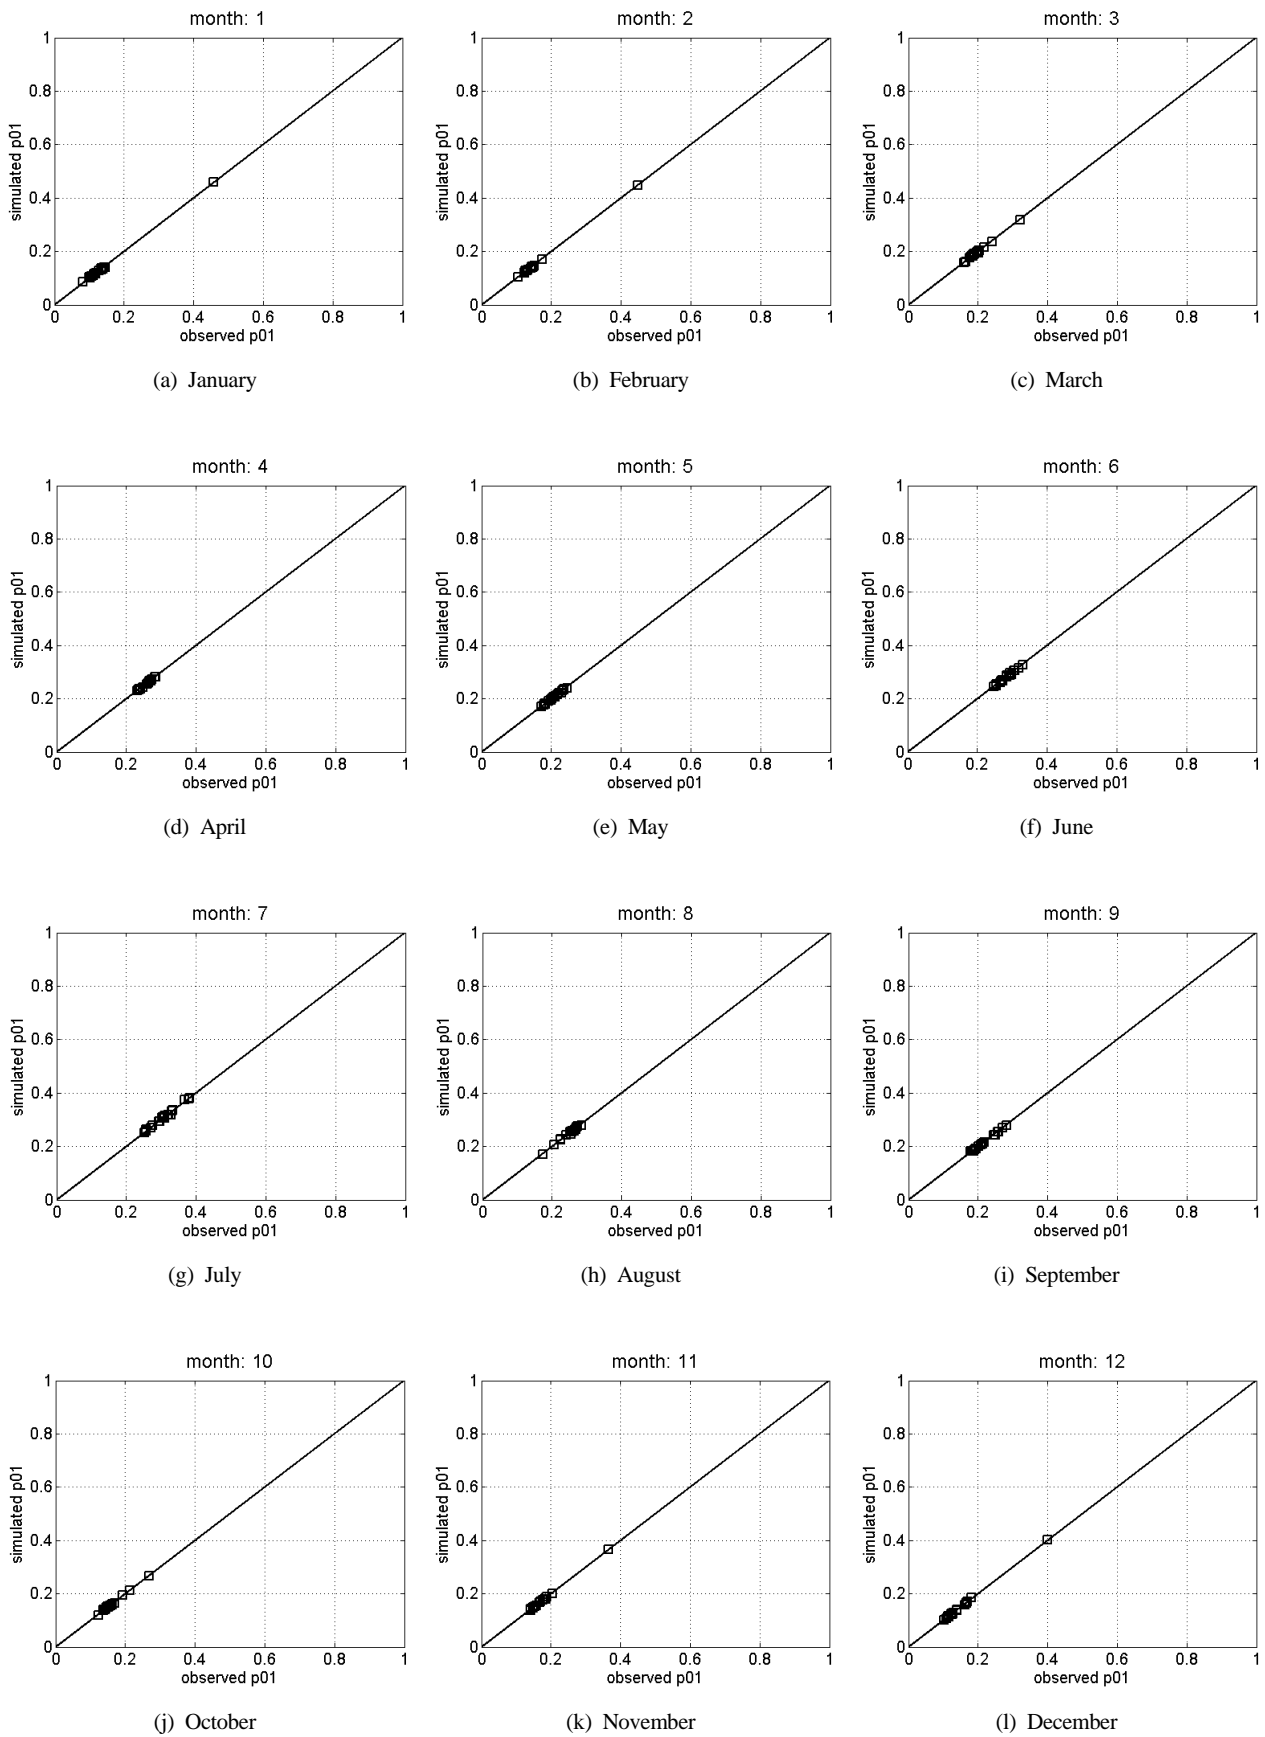 month: 1
month: 2
month: 3
1
0.8
0.6
0.4
0.2
0
simulated p01
0 0.2 0.4 0.6 0.8 1
observed p01
1
0.8
0.6
0.4
0.2
0
simulated p01
0 0.2 0.4 0.6 0.8 1
observed p01
1
0.8
0.6
0.4
0.2
0
simulated p01
0 0.2 0.4 0.6 0.8 1
observed p01
(a) January
(b) February
(c) March
month: 4
month: 5
month: 6
1
0.8
0.6
0.4
0.2
0
simulated p01
0 0.2 0.4 0.6 0.8 1
observed p01
1
0.8
0.6
0.4
0.2
0
simulated p01
0 0.2 0.4 0.6 0.8 1
observed p01
1
0.8
0.6
0.4
0.2
0
simulated p01
0 0.2 0.4 0.6 0.8 1
observed p01
(d) April
(e) May
(f) June
month: 7
month: 8
month: 9
1
0.8
0.6
0.4
0.2
0
simulated p01
0 0.2 0.4 0.6 0.8 1
observed p01
1
0.8
0.6
0.4
0.2
0
simulated p01
0 0.2 0.4 0.6 0.8 1
observed p01
1
0.8
0.6
0.4
0.2
0
simulated p01
0 0.2 0.4 0.6 0.8 1
observed p01
(g) July
(h) August
(i) September
month: 10
month: 11
month: 12
1
0.8
0.6
0.4
0.2
0
simulated p01
0 0.2 0.4 0.6 0.8 1
observed p01
1
0.8
0.6
0.4
0.2
0
simulated p01
0 0.2 0.4 0.6 0.8 1
observed p01
1
0.8
0.6
0.4
0.2
0
simulated p01
0 0.2 0.4 0.6 0.8 1
observed p01
(j) October
(k) November
(l) December